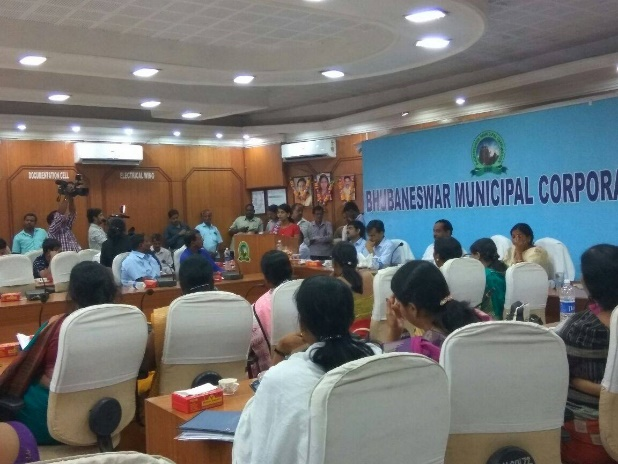 BHUBANESWAR MUNICIPAL CORPORA
DOCUMENTATION CELL
ELECTRICAL WING